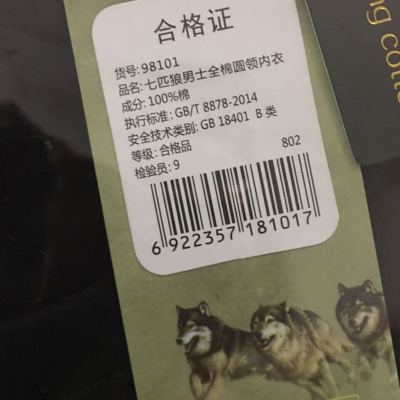 合格证
货号: 98101
品名: 七匹狼男士全棉圆领内衣
成分: 100%棉
执行标准: GB/T 8878-2014
安全技术类别: GB 18401 B 类
等级: 合格品
检验员: 9
802
6 922357 181017